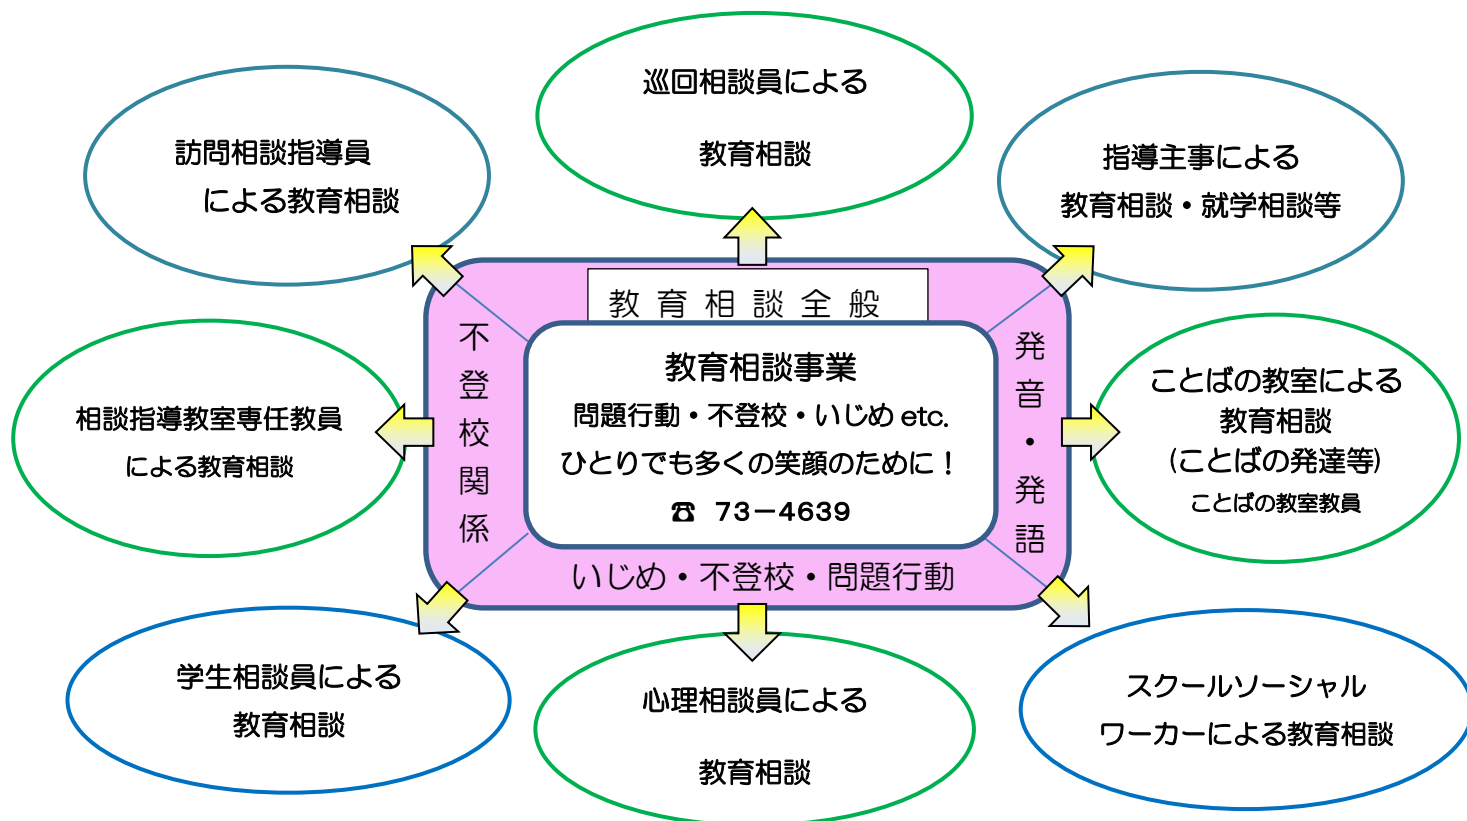 巡回相談員による
教育相談
訪問相談指導員
による教育相談
指導主事による
教育相談・就学相談等
教育相談全般
不登校関係
発音・発語
教育相談事業
問題行動・不登校・いじめ etc.
ひとりでも多くの笑顔のために！
☎ 73－4639
相談指導教室専任教員
による教育相談
ことばの教室による
教育相談
(ことばの発達等)
ことばの教室教員
いじめ・不登校・問題行動
学生相談員による
教育相談
心理相談員による
教育相談
スクールソーシャル
ワーカーによる教育相談